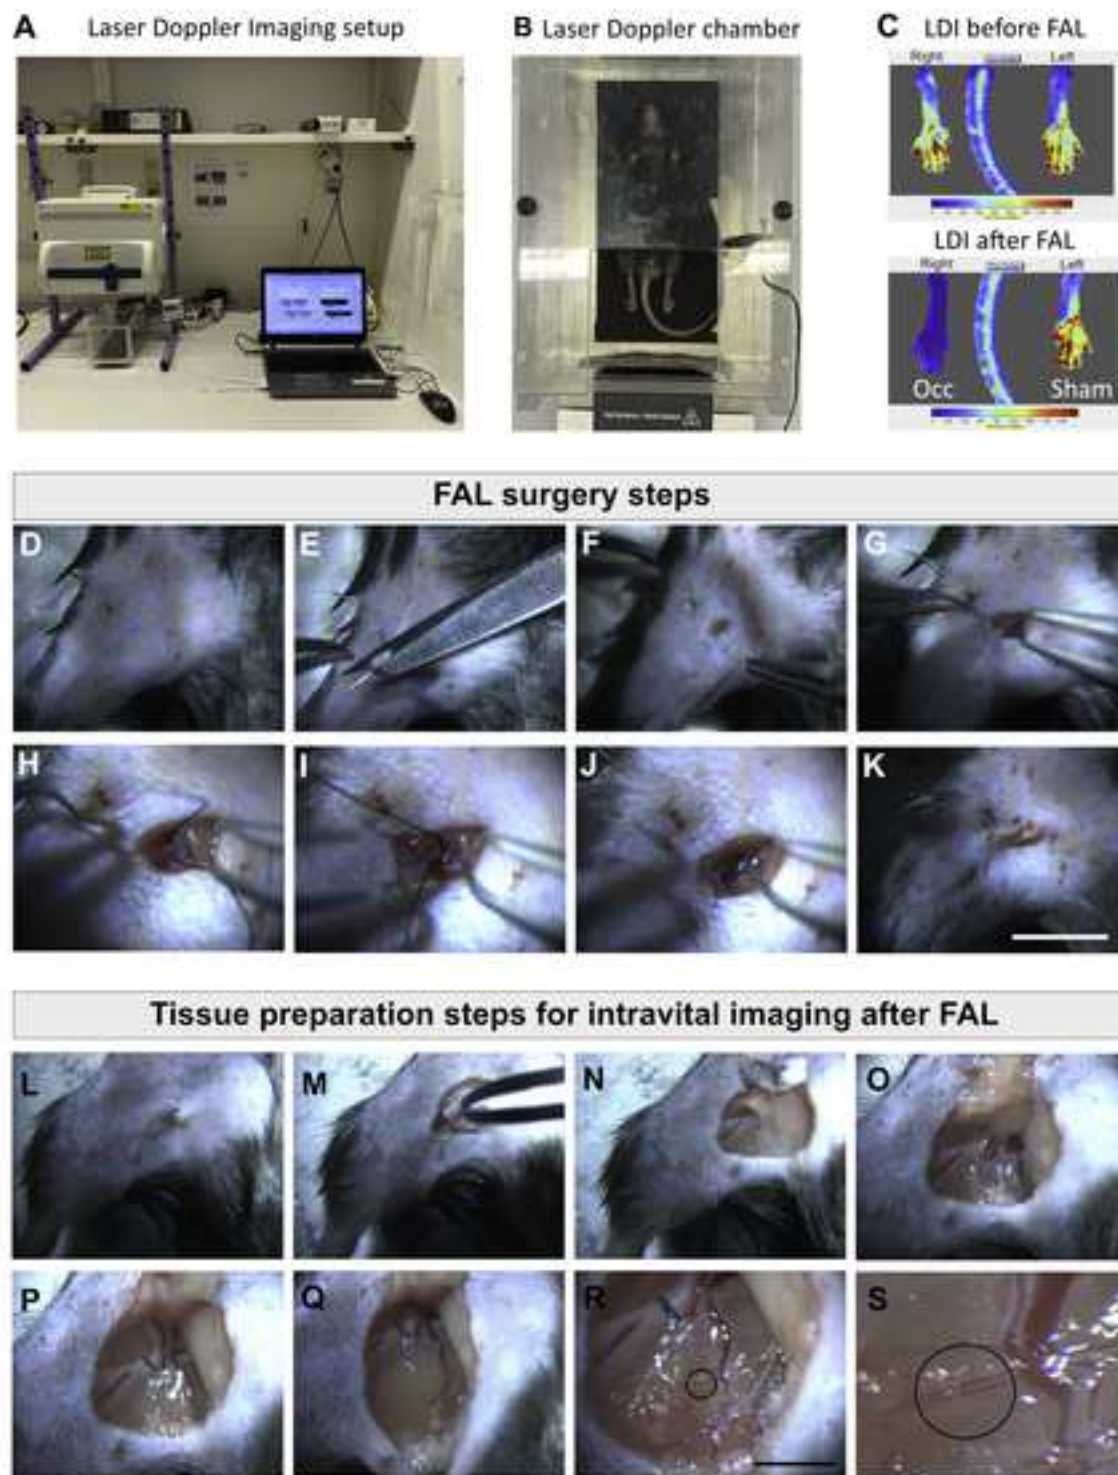 A Laser Doppler Imaging setup
B Laser Doppler chamber
C LDI before FAL
Right Left
LDI after FAL
Right Left
Occ Sham
FAL surgery steps
D E F G
H I J K
Tissue preparation steps for intravital imaging after FAL
L M N O
P Q R S